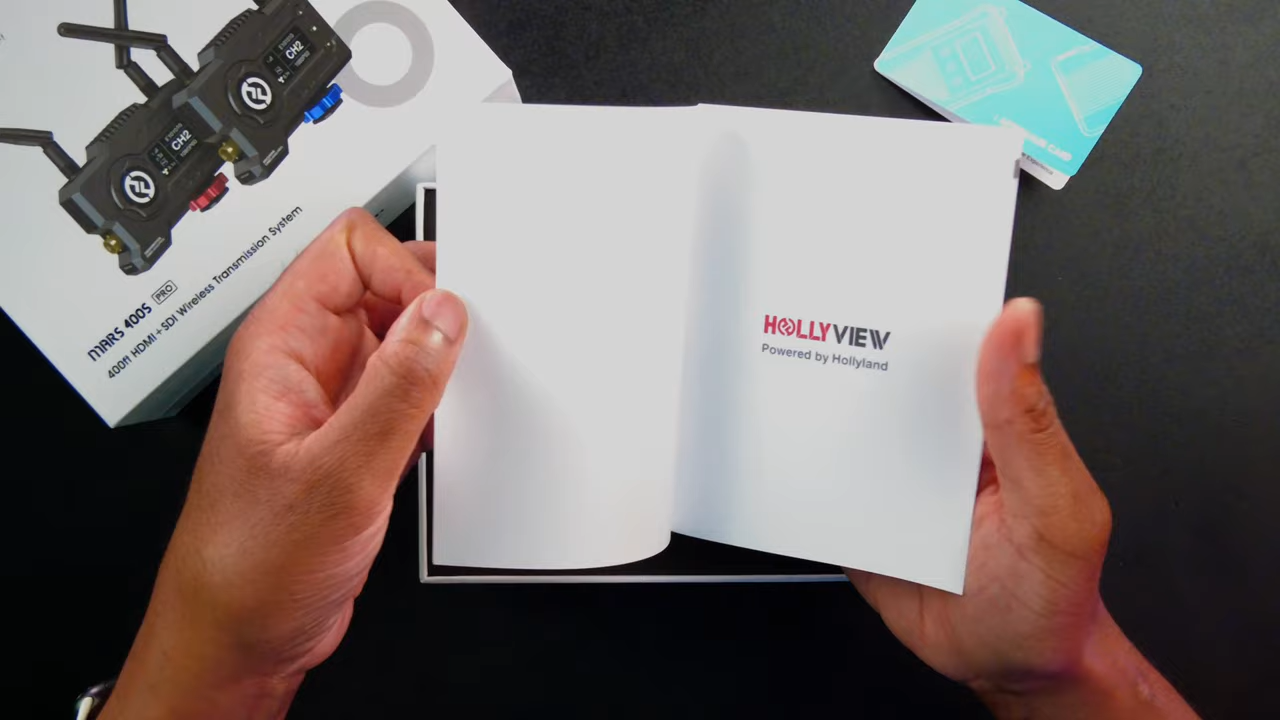 CH2
CH2
MARS 400S PRO
400ft HDMI+SDI Wireless Transmission System
HOLLYVIEW
Powered by Hollyland